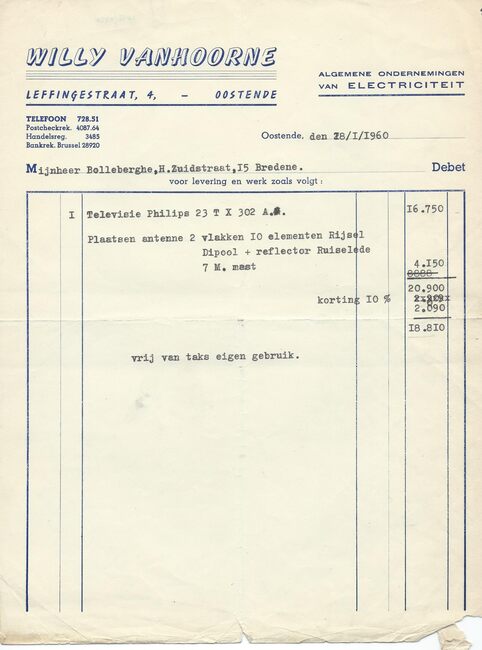 WILLY VANHOORNE
LEFFINGESTRAAT, 4, - OOSTENDE
ALGEMENE ONDERNEMINGEN
VAN ELECTRICITEIT
TELEFOON 728.51
Postcheckrek. 4087.64
Handelsreg. 3485
Bankrek. Brussel 28920
Oostende, den 28/I/1960
Mijnheer Bolleberghe,H.Zuidstraat,I5 Bredene. Debet
voor levering en werk zoals volgt:
I Televisie Philips 23 T X 302 A. I6.750
Plaatsen antenne 2 vlakken IO elementen Rijsel
Dipool + reflector Ruiselede
7 M. mast 4.I50
20.900
korting IO %
2.090
I8.8IO
vrij van taks eigen gebruik.